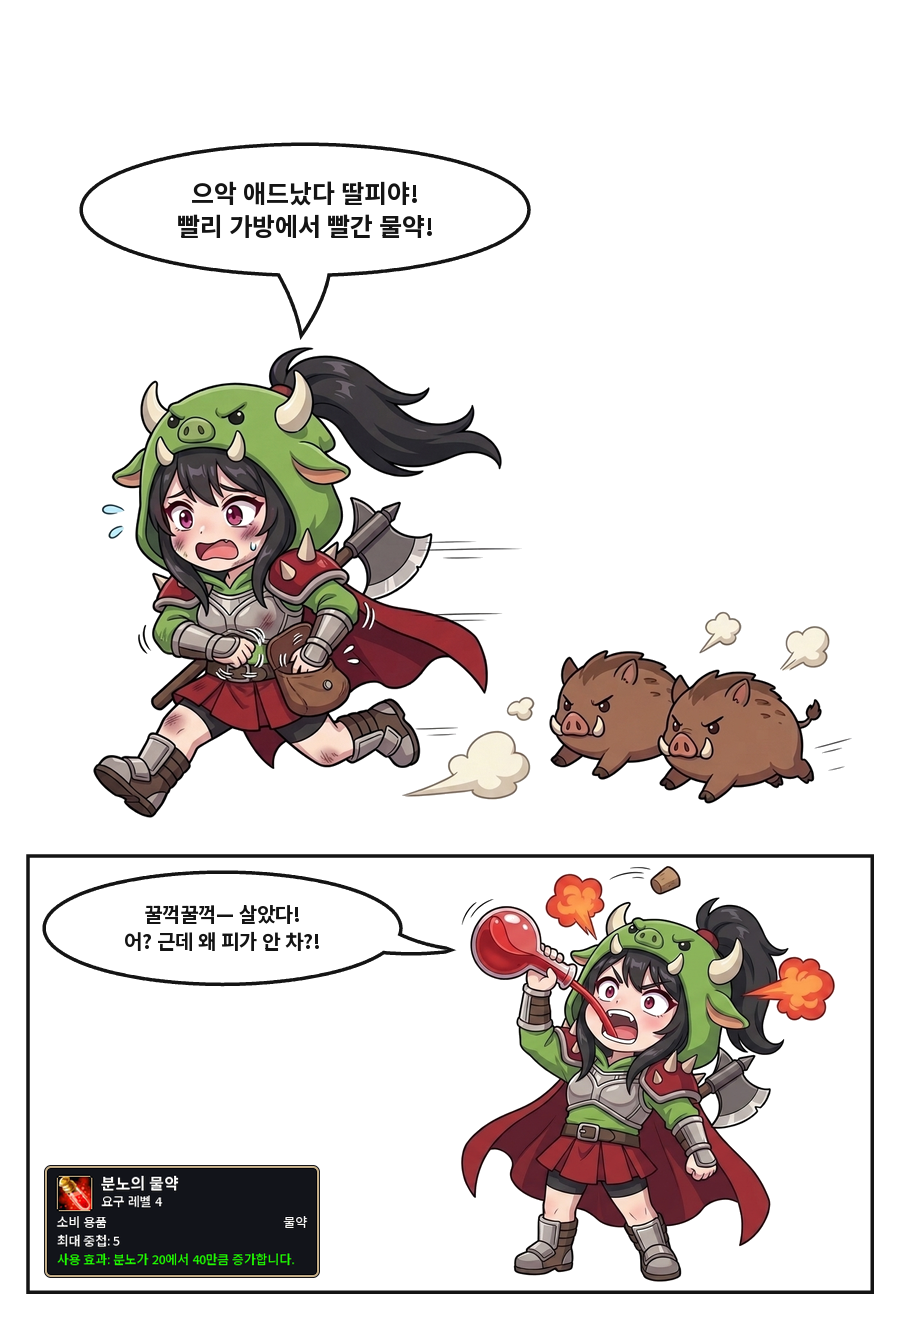 으악 애드났다 딸피야!
빨리 가방에서 빨간 물약!
꿀꺽꿀꺽— 살았다!
어? 근데 왜 피가 안 차?!
분노의 물약
요구 레벨 4
소비 용품 물약
최대 중첩: 5
사용 효과: 분노가 20에서 40만큼 증가합니다.